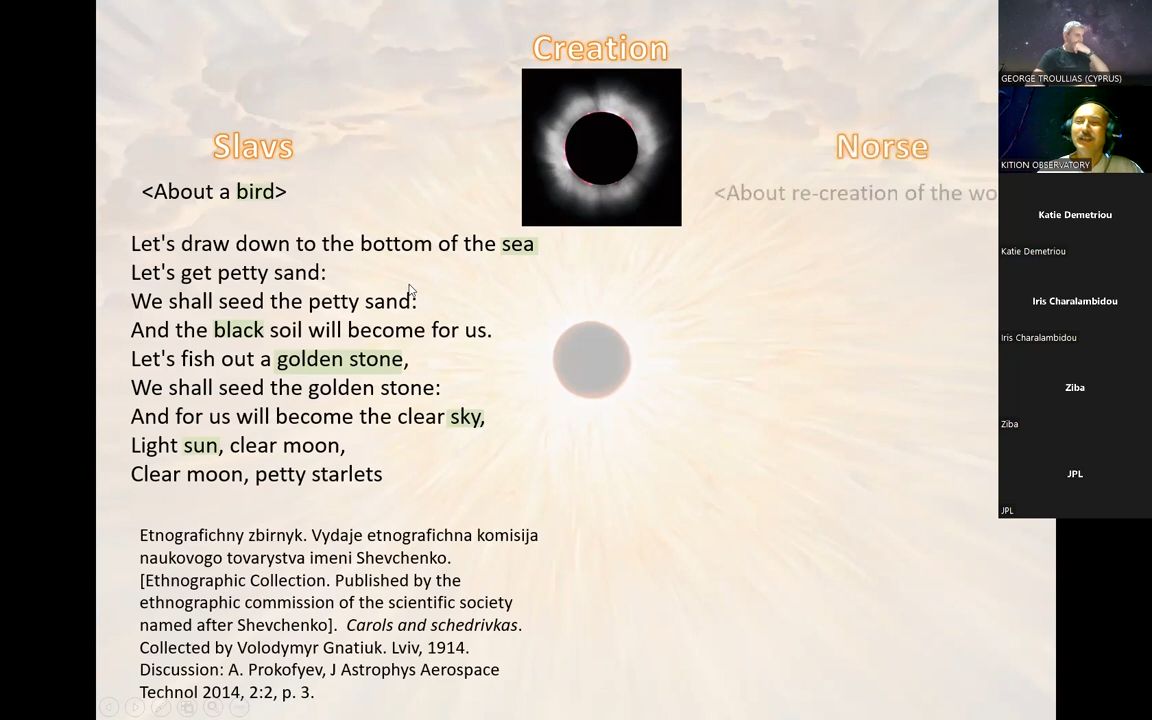 Creation
Slavs
Norse
<About a bird>
<About re-creation of the wo
Let's draw down to the bottom of the sea
Let's get petty sand:
We shall seed the petty sand:
And the black soil will become for us.
Let's fish out a golden stone,
We shall seed the golden stone:
And for us will become the clear sky,
Light sun, clear moon,
Clear moon, petty starlets
Etnografichny zbirnyk. Vydaje etnografichna komisija
naukovogo tovarystva imeni Shevchenko.
[Ethnographic Collection. Published by the
ethnographic commission of the scientific society
named after Shevchenko]. Carols and schedrivkas.
Collected by Volodymyr Gnatiuk. Lviv, 1914.
Discussion: A. Prokofyev, J Astrophys Aerospace
Technol 2014, 2:2, p. 3.
GEORGE TROULLIAS (CYPRUS)
KITION OBSERVATORY
Katie Demetriou
Katie Demetriou
Iris Charalambidou
Iris Charalambidou
Ziba
Ziba
JPL
JPL